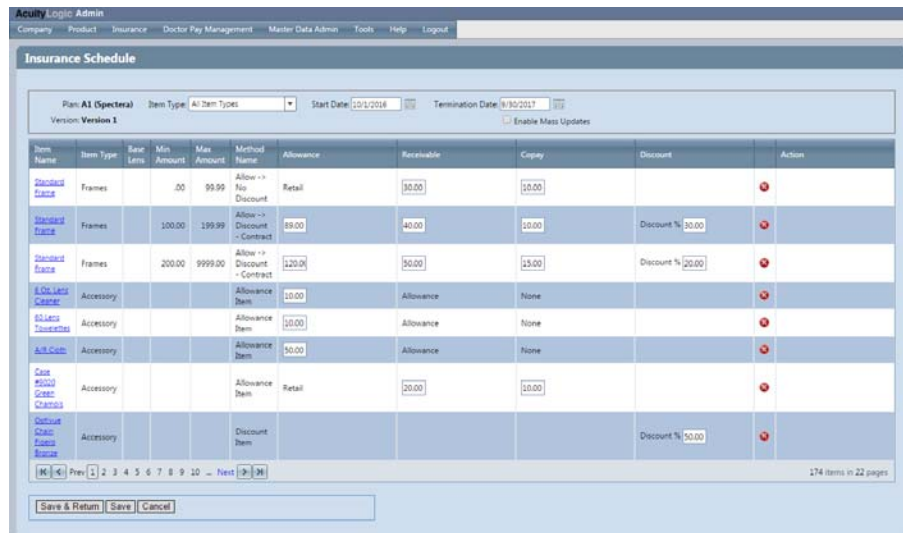 AcuityLogic Admin
Company Product Insurance Doctor Pay Management Master Data Admin Tools Help Logout
Insurance Schedule
Plan: A1 (Spectera) Item Type: All Item Types Start Date: 10/1/2016 Termination Date: 9/30/2017
Version: Version 1 Enable Mass Updates
Item Name Item Type Base Lens Min Amount Max Amount Method Name Allowance Receivable Copay Discount Action
Standard Frame Frames .00 99.99 Allow -> No Discount Retail 30.00 10.00
Standard Frame Frames 100.00 199.99 Allow -> Discount - Contract 89.00 40.00 10.00 Discount % 30.00
Standard Frame Frames 200.00 9999.00 Allow -> Discount - Contract 120.0 50.00 15.00 Discount % 20.00
6 Oz. Lens Cleaner Accessory Allowance Item 10.00 Allowance None
60 Lens Towelettes Accessory Allowance Item 10.00 Allowance None
A/R Cloth Accessory Allowance Item 50.00 Allowance None
Case #9020 Green Chamois Accessory Allowance Item Retail 20.00 10.00
Chain Bronze Accessory Discount Item Discount % 50.00
Prev 1 2 3 4 5 6 7 8 9 10 ... Next 174 items in 22 pages
Save & Return Save Cancel